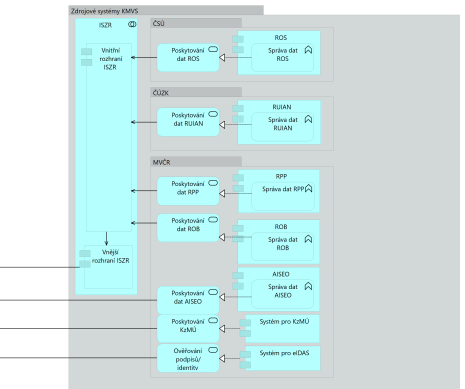 Zdrojové systémy KMVS
ISZR
Vnitřní
rozhraní
ISZR
Vnější
rozhraní ISZR
ČSÚ
Poskytování
dat ROS
ROS
Správa dat
ROS
ČÚZK
Poskytování
dat RUIAN
RUIAN
Správa dat
RUIAN
MVČR
Poskytování
dat RPP
RPP
Správa dat RPP
Poskytování
dat ROB
ROB
Správa dat
ROB
Poskytování
dat AISEO
AISEO
Správa dat
AISEO
Poskytování
KzMÚ
Systém pro KzMÚ
Ověřování
podpisů/
identity
Systém pro eIDAS